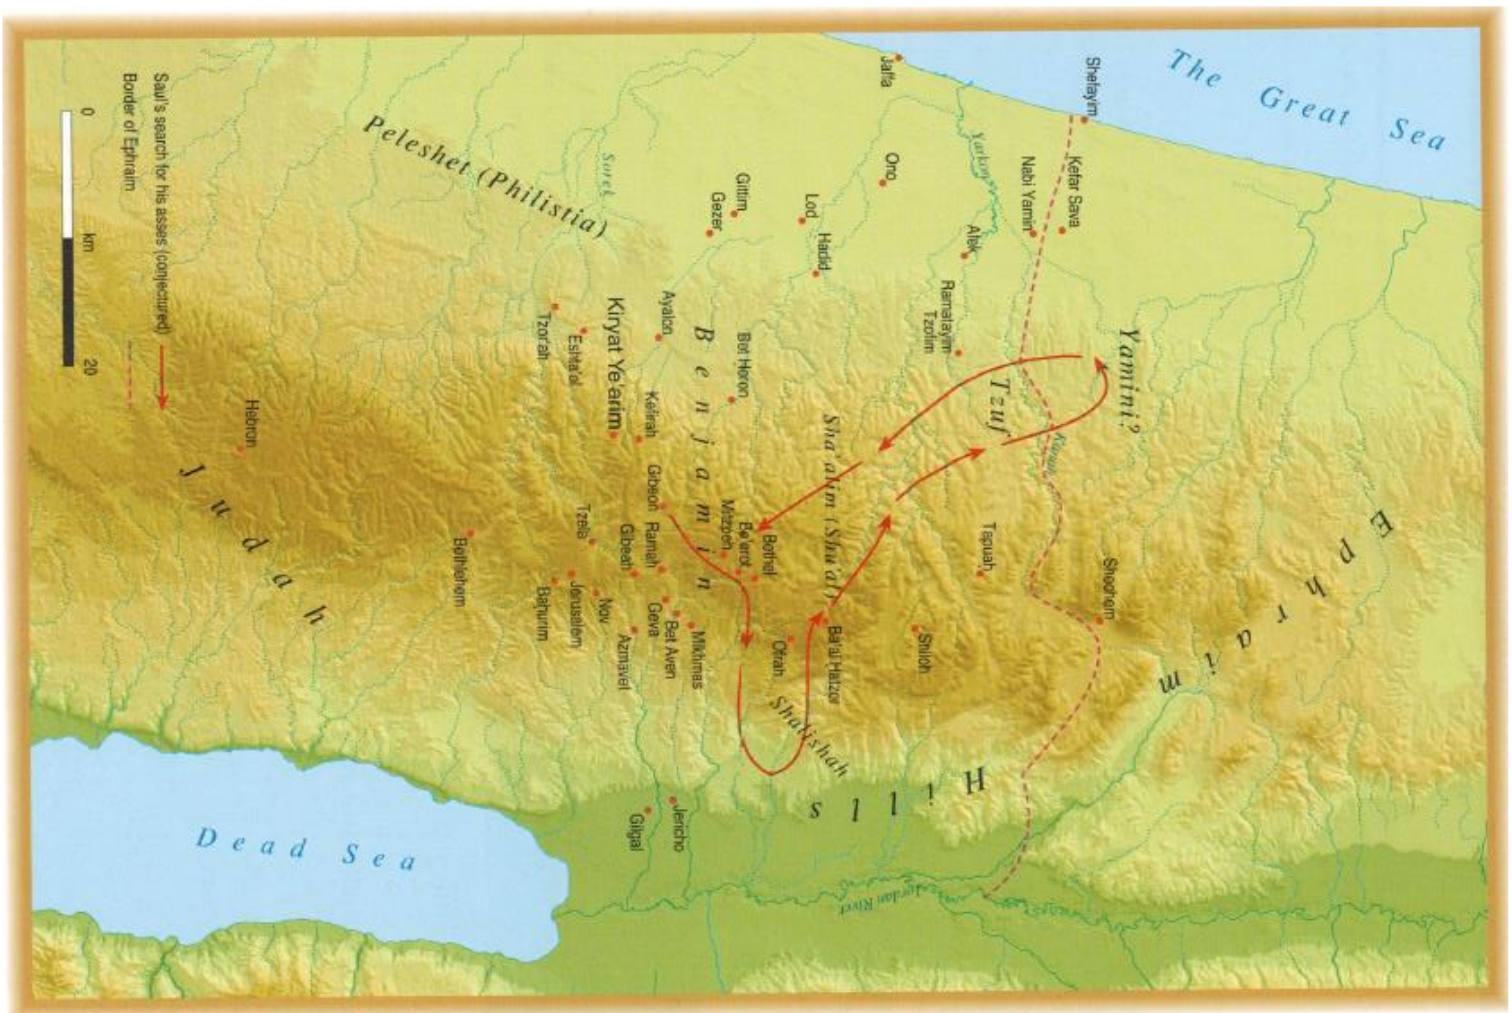 The Great Sea
Shefayim
Jaffa
Kefar Sava
Nabi Yamin
Yarkon
Ono
Afek
Lod
Hadid
Gittim
Gezer
Sorek
Peleshet (Philistia)
Ramatayim
Tzofim
Yamini?
Tzuf
Kanah
Ephraim
Hills
Ayalon
Bet Horon
Benjamin
Kiryat Ye'arim
Kefirah
Eshta'ol
Tzor'ah
Sha'alim (Shu'al)
Tapuah
Shechem
Gibeon
Ramah
Mitzpeh
Be'erot
Bethel
Tzela
Gibeah
Geva
Bet Aven
Mikhmas
Ofrah
Ba'al Hatzor
Shiloh
Shalishah
Nov
Azmavet
Jerusalem
Bahurim
Bethlehem
Hebron
Judah
Jericho
Gilgal
Jordan River
Dead Sea
Saul's search for his asses (conjectured)
Border of Ephraim
0 km 20